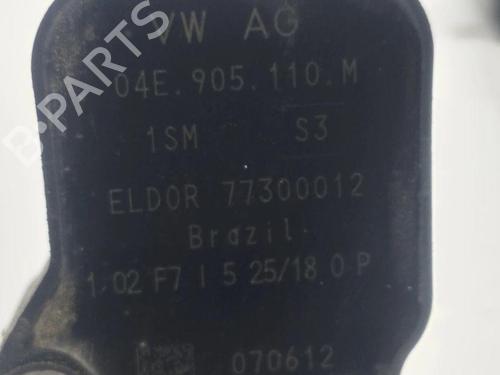 VW AG
04E.905.110.M
1SM S3
ELDOR 77300012
Brazil
1.02 F7 I 5 25/18.0 P
070612
B-PARTS